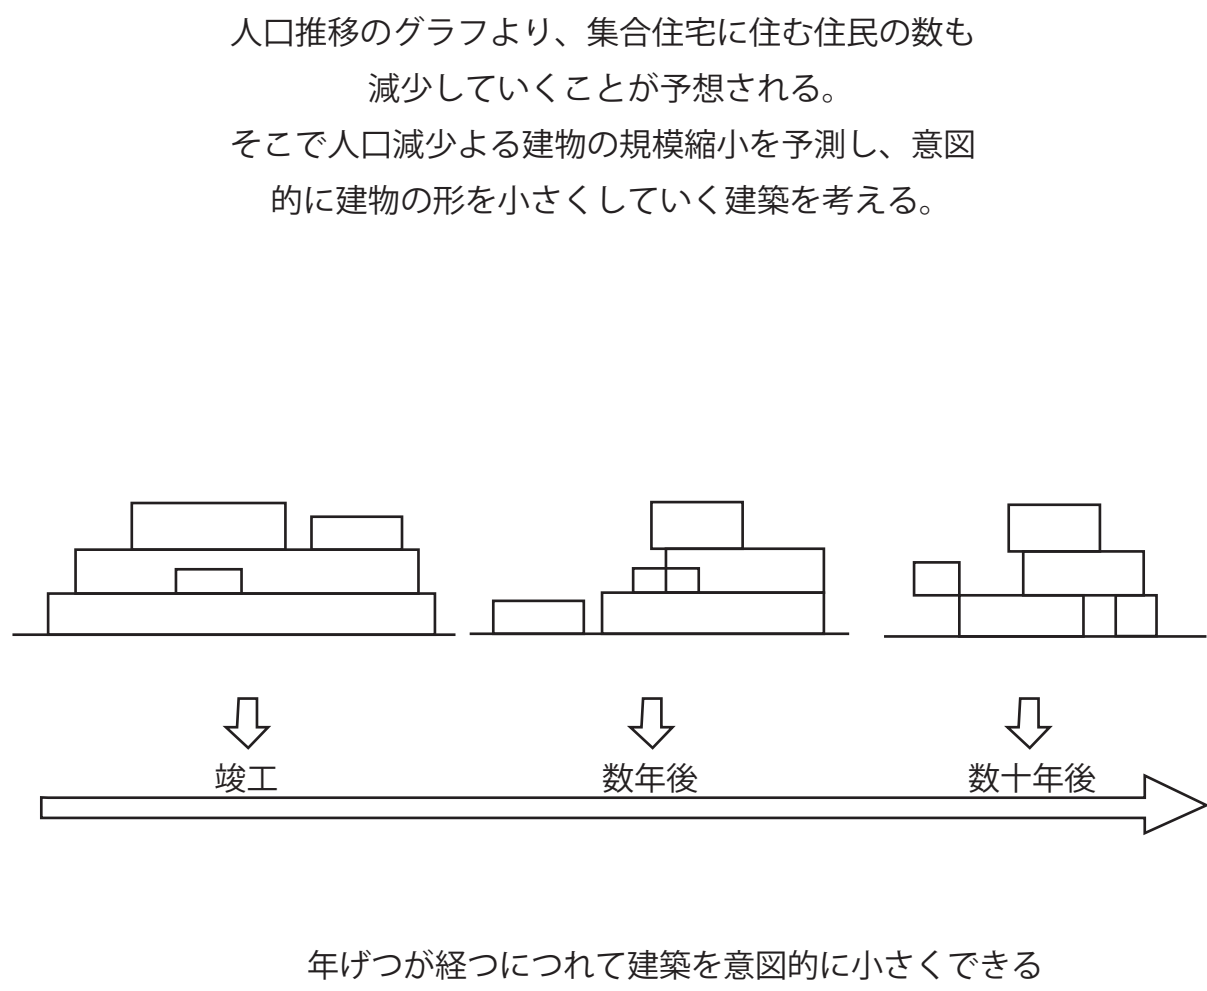 人口推移のグラフより、集合住宅に住む住民の数も
減少していくことが予想される。
そこで人口減少よる建物の規模縮小を予測し、意図
的に建物の形を小さくしていく建築を考える。
竣工
数年後
数十年後
年げつが経つにつれて建築を意図的に小さくできる